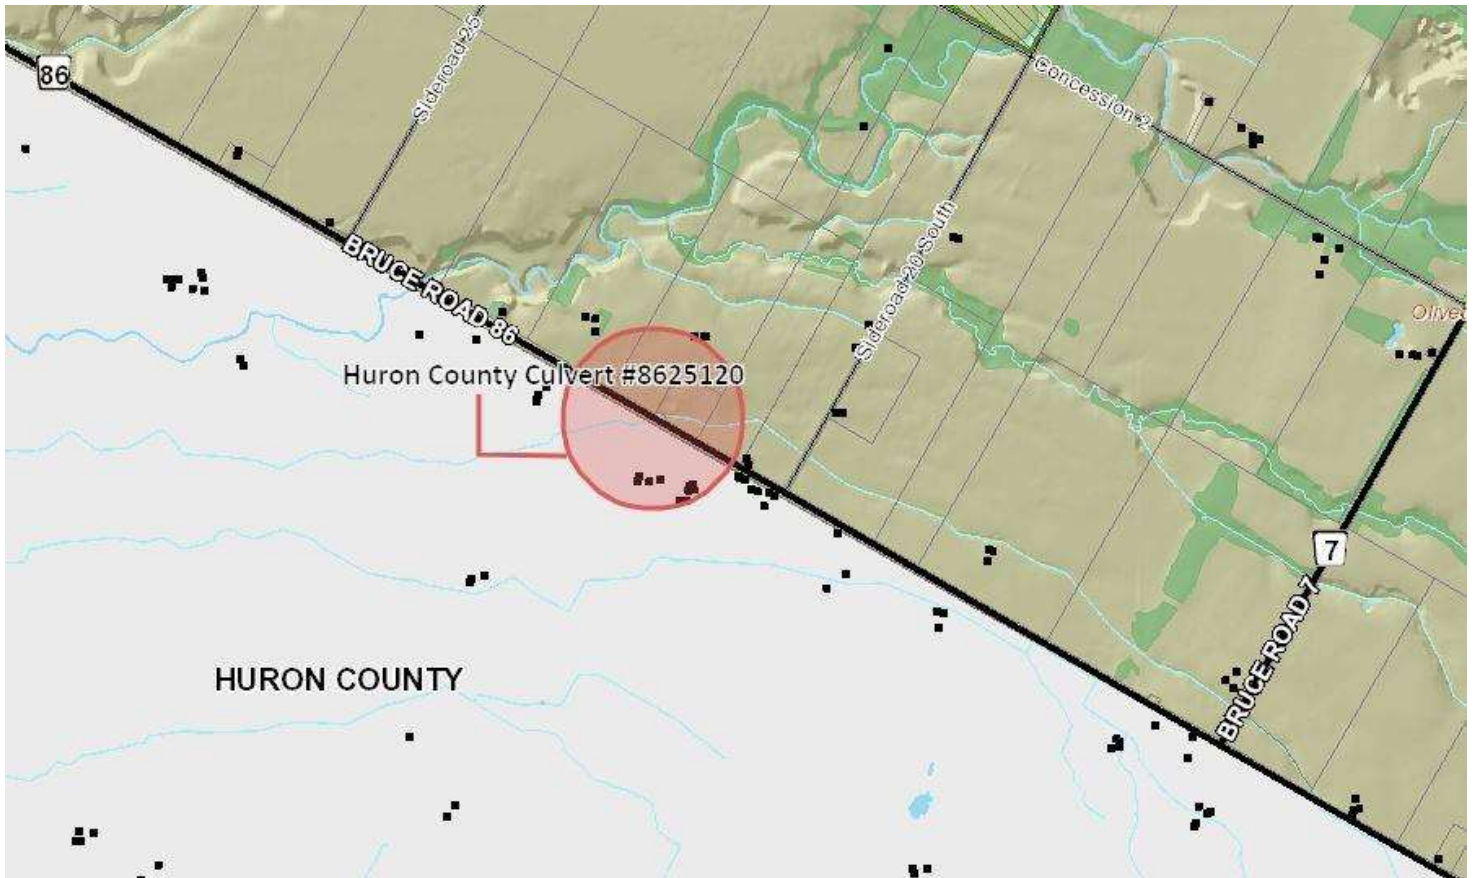 86
Sideroad 25
Concession 2
Sideroad 20 South
BRUCE ROAD 86
Huron County Culvert #8625120
7
BRUCE ROAD 7
HURON COUNTY